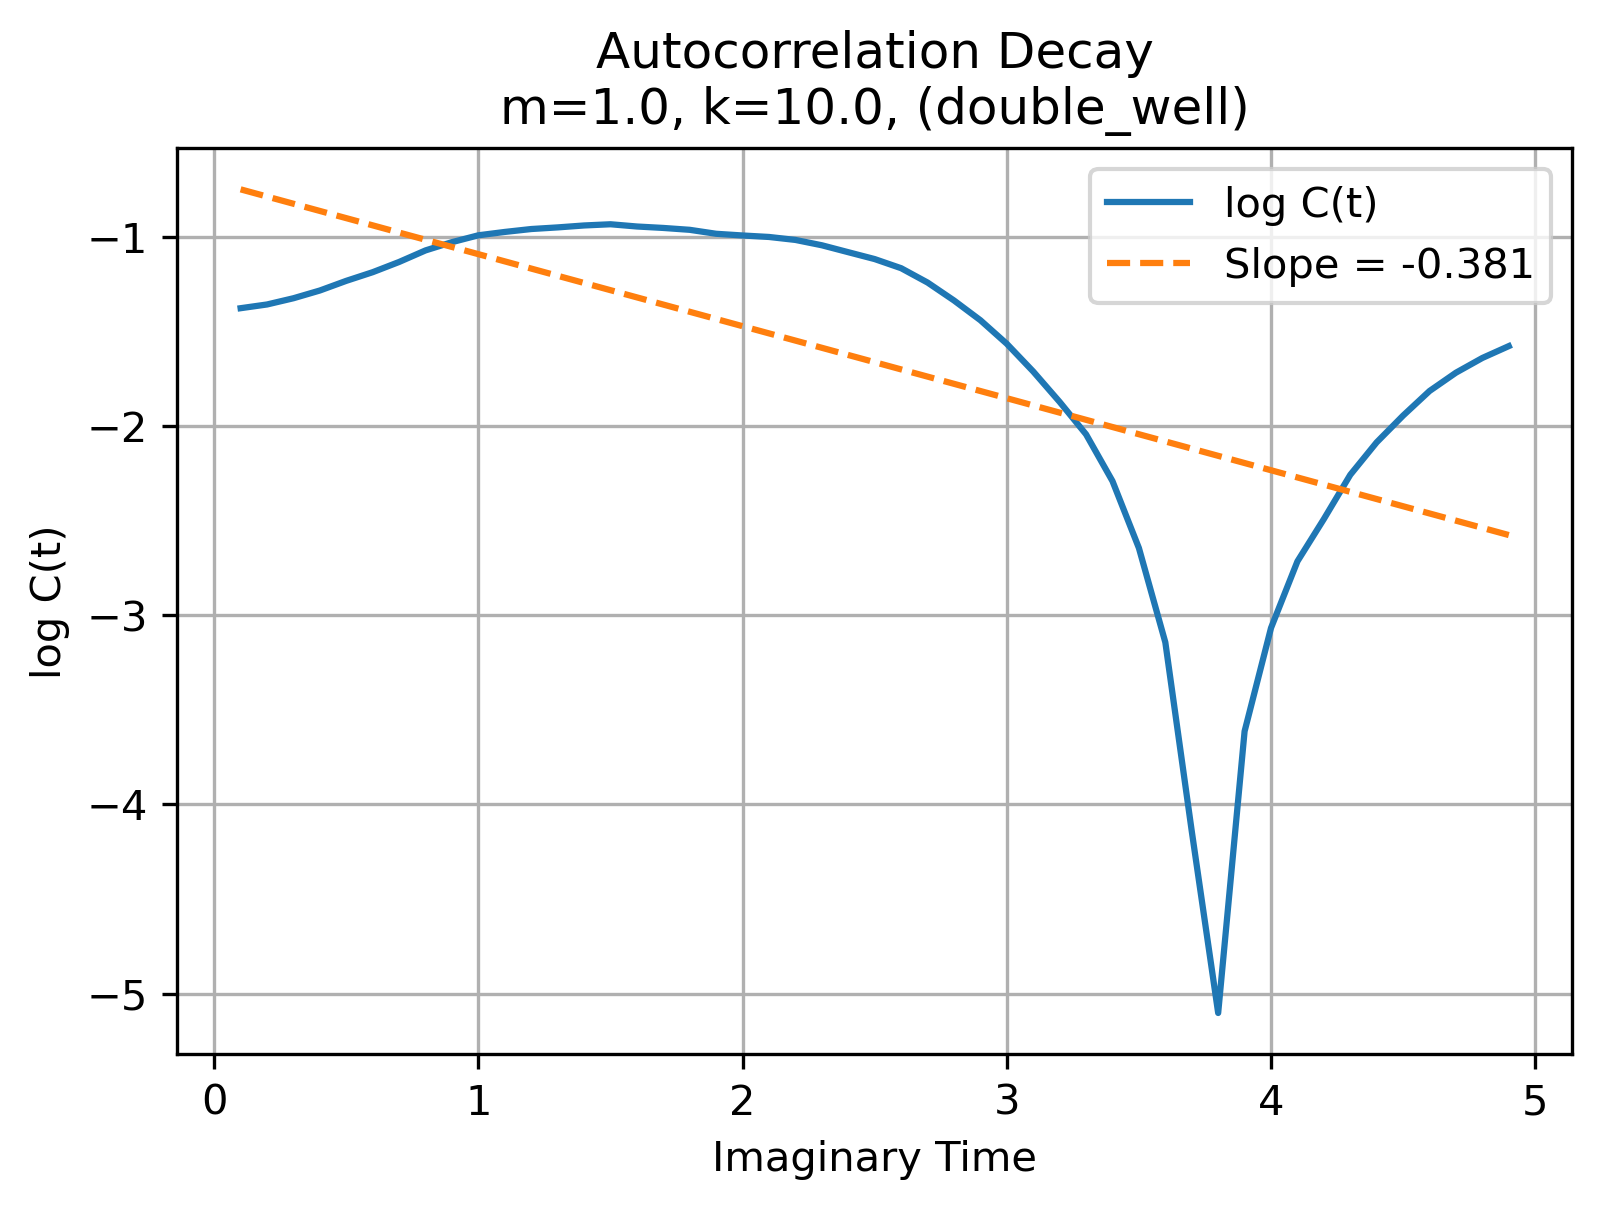 Autocorrelation Decay
m=1.0, k=10.0, (double_well)
log C(t)
Slope = -0.381
−1
−2
−3
−4
−5
log C(t)
0 1 2 3 4 5
Imaginary Time